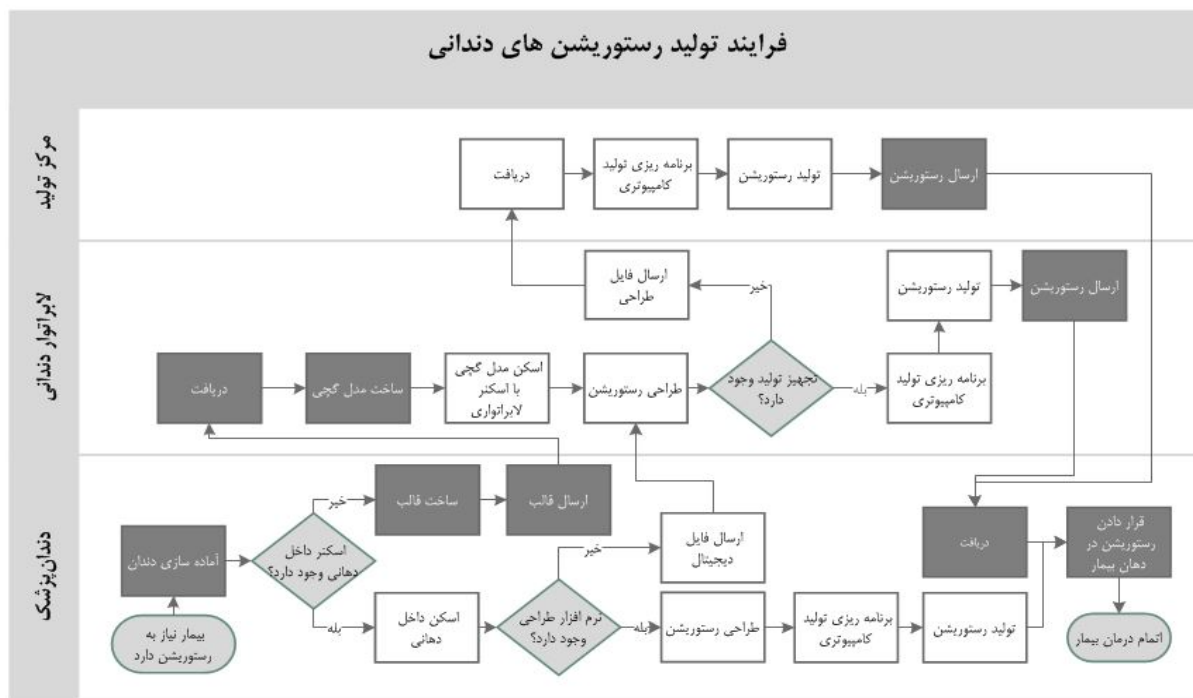 فرایند تولید رستوریشن های دندانی
مرکز تولید
دریافت
برنامه ریزی تولید
کامپیوتری
تولید رستوریشن
ارسال رستوریشن
لابراتوار دندانی
ارسال فایل
طراحی
خیر
تولید رستوریشن
ارسال رستوریشن
دریافت
ساخت مدل گچی
اسکن مدل گچی
با اسکنر
لابراتواری
طراحی رستوریشن
تجهیز تولید وجود
دارد؟
بله
برنامه ریزی تولید
کامپیوتری
دندان‌پزشک
بیمار نیاز به
رستوریشن دارد
آماده سازی دندان
اسکنر داخل
دهانی وجود دارد؟
خیر
ساخت قالب
ارسال قالب
بله
اسکن داخل
دهانی
نرم افزار طراحی
وجود دارد؟
خیر
ارسال فایل
دیجیتال
بله
طراحی رستوریشن
برنامه ریزی تولید
کامپیوتری
تولید رستوریشن
دریافت
قرار دادن
رستوریشن در
دهان بیمار
اتمام درمان بیمار